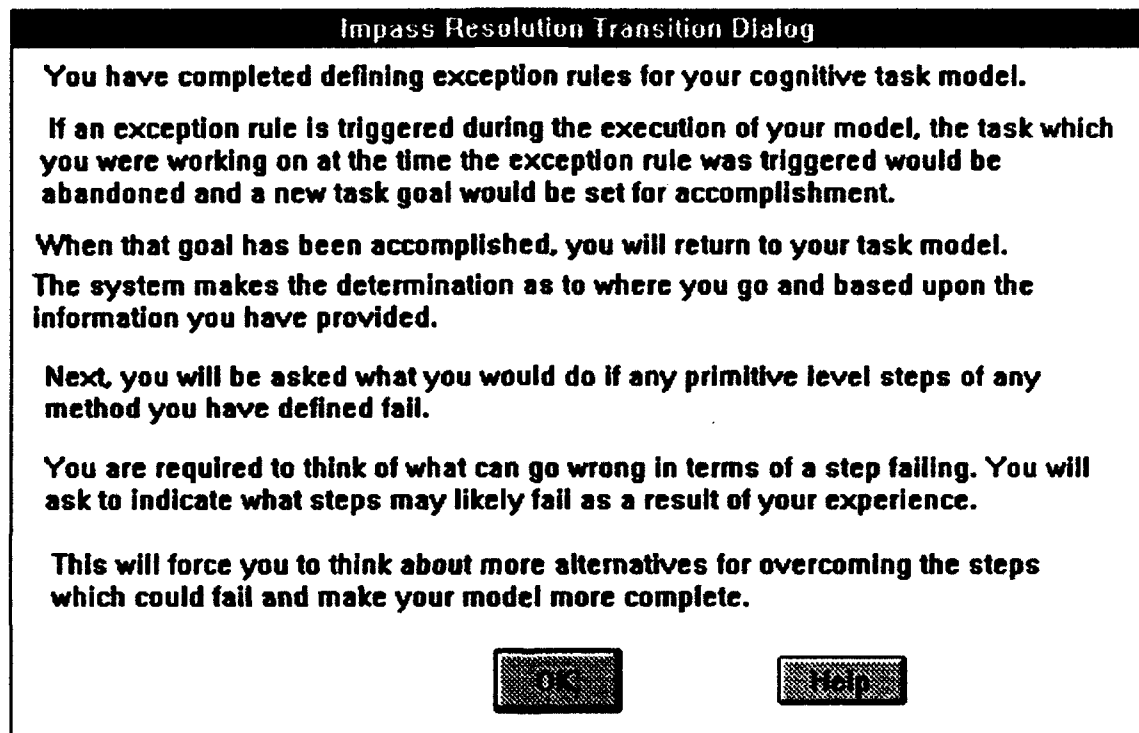 Impass Resolution Transition Dialog
You have completed defining exception rules for your cognitive task model.
If an exception rule is triggered during the execution of your model, the task which
you were working on at the time the exception rule was triggered would be
abandoned and a new task goal would be set for accomplishment.
When that goal has been accomplished, you will return to your task model.
The system makes the determination as to where you go and based upon the
information you have provided.
Next, you will be asked what you would do if any primitive level steps of any
method you have defined fail.
You are required to think of what can go wrong in terms of a step failing. You will
ask to indicate what steps may likely fail as a result of your experience.
This will force you to think about more alternatives for overcoming the steps
which could fail and make your model more complete.
OK Help